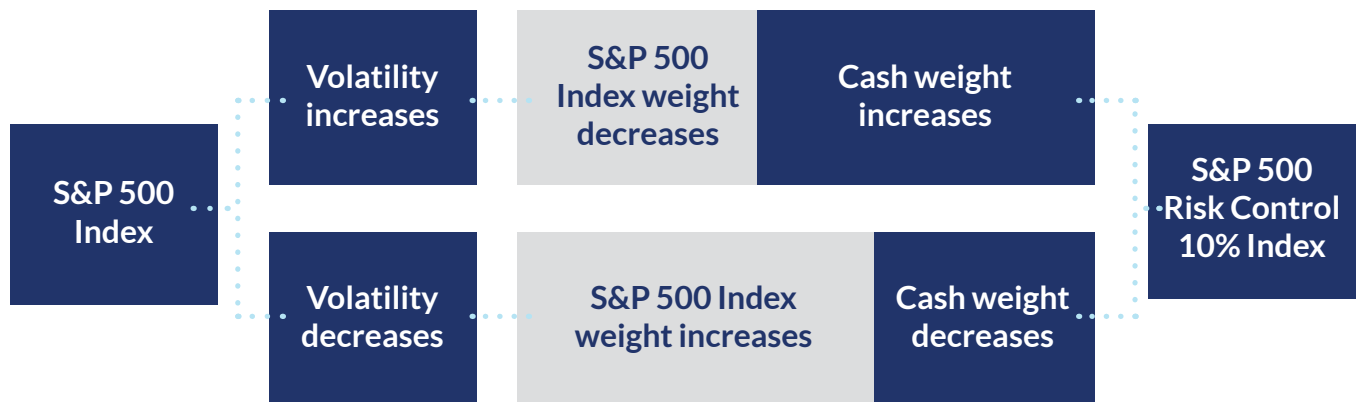 S&P 500
Index
Volatility
increases
S&P 500
Index weight
decreases
Cash weight
increases
Volatility
decreases
S&P 500 Index
weight increases
Cash weight
decreases
S&P 500
Risk Control
10% Index